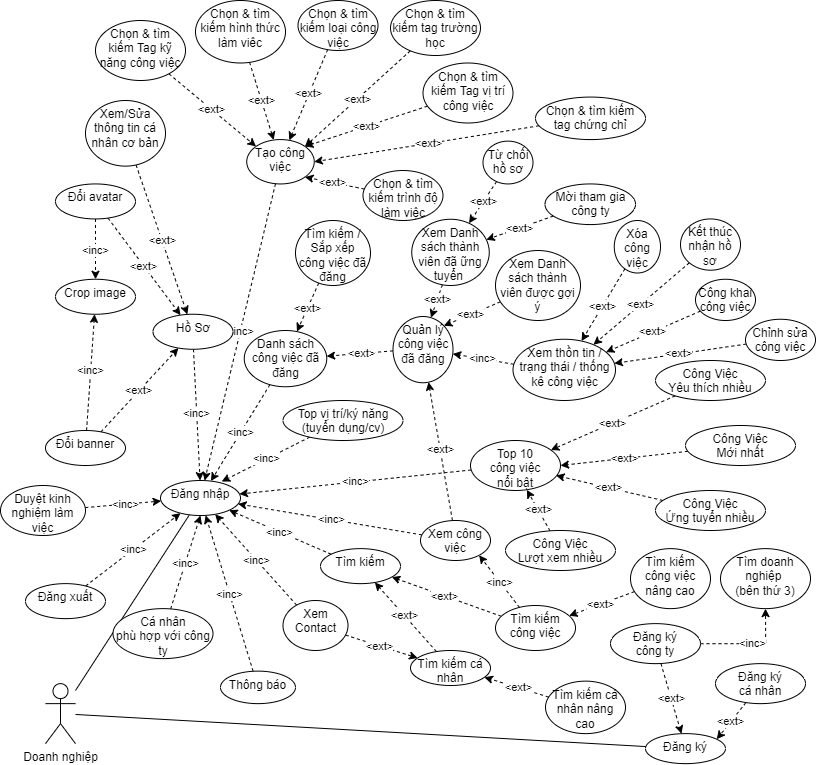 Chọn & tìm
kiếm Tag kỹ
năng công việc
Chọn & tìm
kiếm hình thức
làm viêc
Chọn & tìm
kiếm loại công
việc
Chọn & tìm
kiếm tag trường
học
Chọn & tìm
kiếm Tag vị trí
công việc
Chọn & tìm kiếm
tag chứng chỉ
Tạo công
việc
Chọn & tìm
kiếm trình độ
làm việc
<ext>
<ext>
<ext>
<ext>
<ext>
<ext>
<ext>
Xem/Sửa
thông tin cá
nhân cơ bản
Đổi avatar
<ext>
<inc>
<ext>
Crop image
Hồ Sơ
<inc>
<ext>
<inc>
<inc>
Đổi banner
Từ chối
hồ sơ
Mời tham gia
công ty
<ext>
<ext>
Xem Danh
sách thành
viên đã ứng
tuyển
Tìm kiếm /
Sắp xếp
công việc đã
đăng
Xem Danh
sách thành
viên được gợi
ý
<ext>
<ext>
<ext>
Quản lý
công việc
đã đăng
Danh sách
công việc đã
đăng
<ext>
<inc>
<inc>
Xóa
công
việc
Kết thúc
nhận hồ
sơ
Công khai
công việc
Chỉnh sửa
công việc
<ext>
<ext>
<ext>
<ext>
Xem thồn tin /
trạng thái / thống
kê công việc
Top vị trí/ký năng
(tuyển dụng/cv)
<inc>
<ext>
Công Việc
Yêu thích nhiều
Công Việc
Mới nhất
Công Việc
Ứng tuyển nhiều
Công Việc
Lượt xem nhiều
<ext>
<ext>
<ext>
<ext>
Top 10
công việc
nổi bât
<inc>
Đăng nhập
Duyệt kinh
nghiệm làm
việc
<inc>
Đăng xuất
<inc>
Cá nhân
phù hợp với công
ty
<inc>
Thông báo
<inc>
Xem
Contact
<inc>
<inc>
Xem công
việc
<inc>
Tìm kiếm
<inc>
<ext>
<ext>
Tìm kiếm
công việc
<ext>
Tìm kiếm
công việc
nâng cao
<ext>
Tìm kiếm cá
nhân
<ext>
Tìm kiếm cá
nhân nâng
cao
Tìm doanh
nghiệp
(bên thứ 3)
Đăng ký
công ty
<inc>
<ext>
Đăng ký
cá nhân
<ext>
Đăng ký
Doanh nghiệp